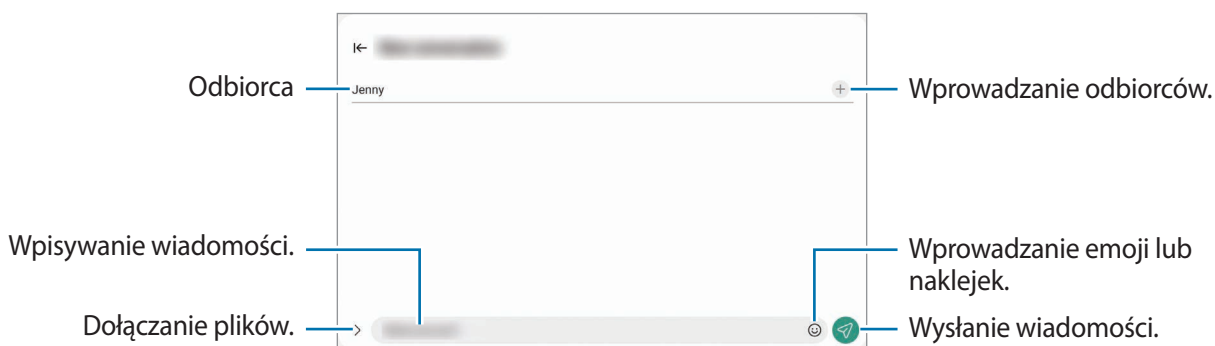 Odbiorca
Jenny
Wprowadzanie odbiorców.
Wpisywanie wiadomości.
Wprowadzanie emoji lub
naklejek.
Dołączanie plików.
Wysłanie wiadomości.